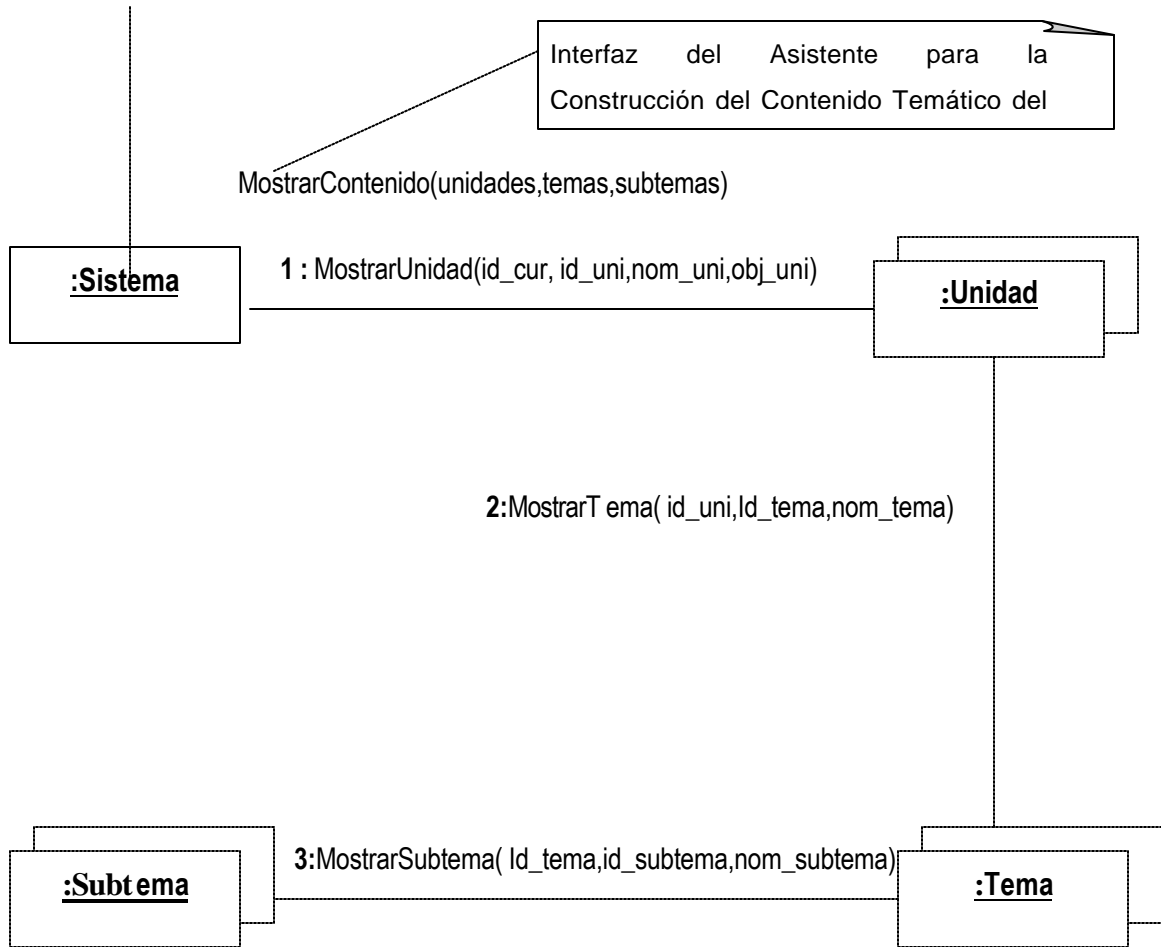 Interfaz del Asistente para la
Construcción del Contenido Temático del
MostrarContenido(unidades,temas,subtemas)
:Sistema
1 : MostrarUnidad(id_cur, id_uni,nom_uni,obj_uni)
:Unidad
2:MostrarT ema( id_uni,Id_tema,nom_tema)
:Subt ema
3:MostrarSubtema( Id_tema,id_subtema,nom_subtema)
:Tema